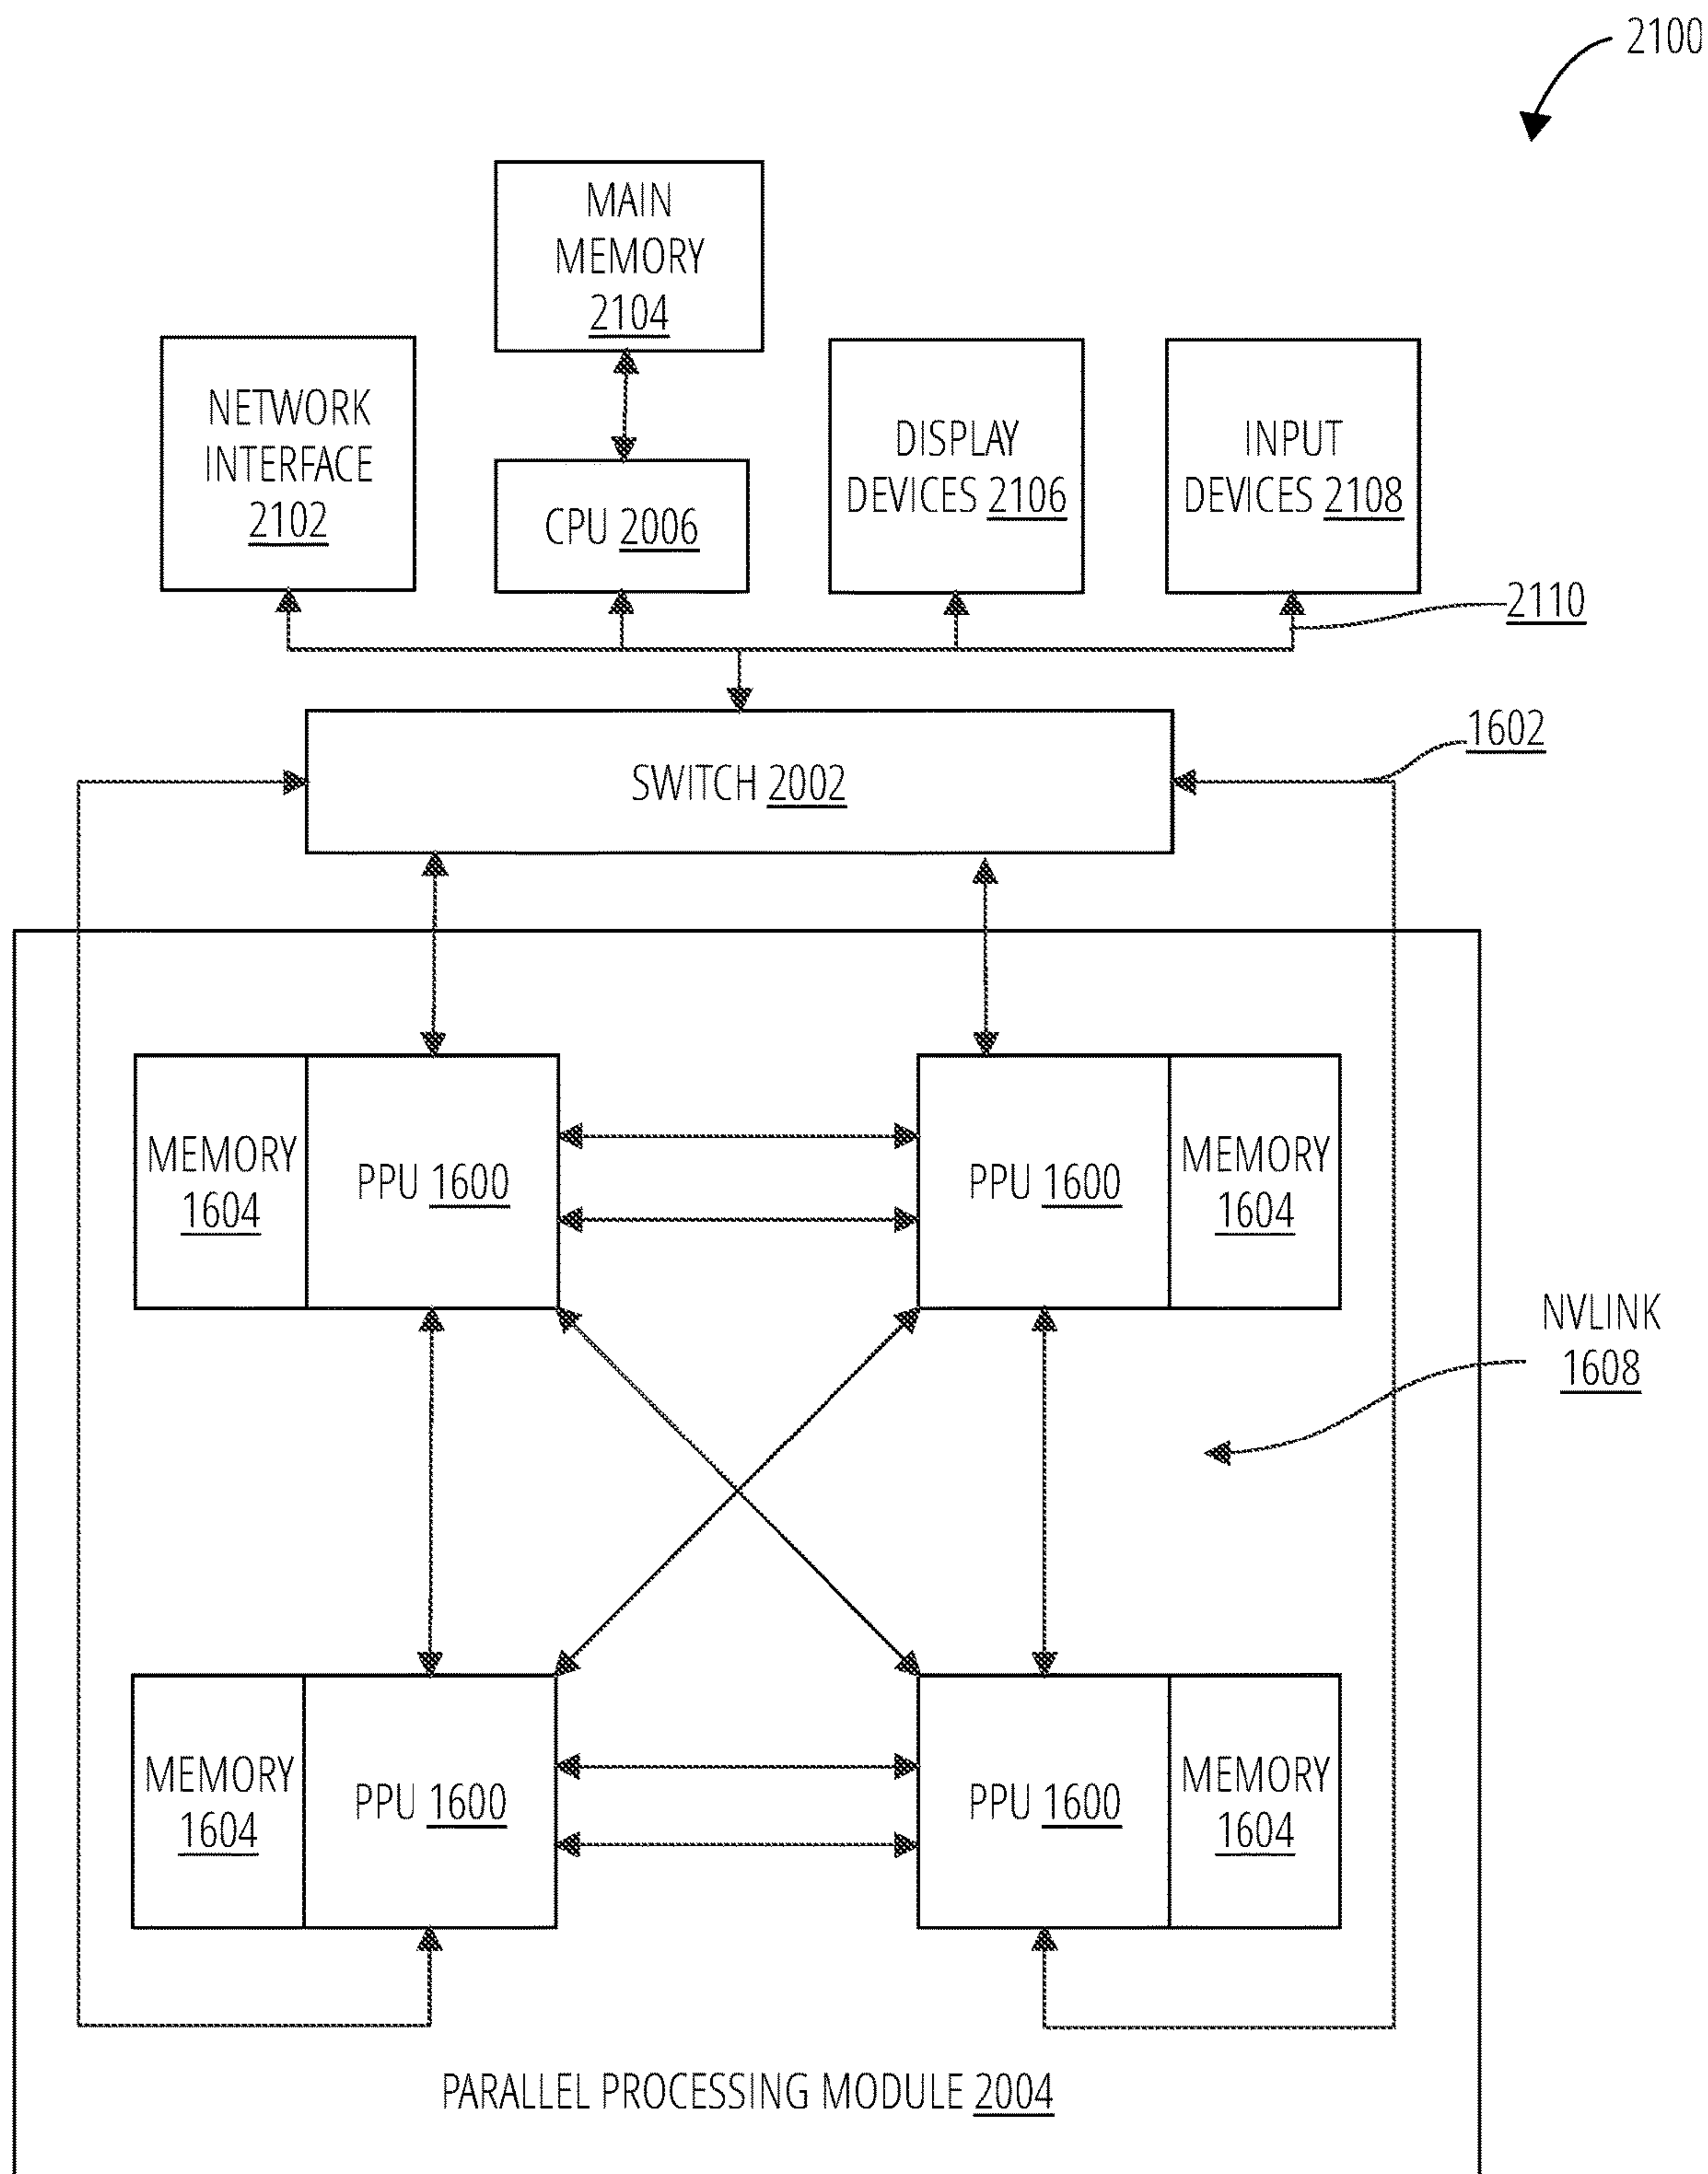 2100
MAIN
MEMORY
2104
NETWORK
INTERFACE
2102
CPU 2006
DISPLAY
DEVICES 2106
INPUT
DEVICES 2108
2110
1602
SWITCH 2002
MEMORY
1604
PPU 1600
PPU 1600
MEMORY
1604
NVLINK
1608
MEMORY
1604
PPU 1600
PPU 1600
MEMORY
1604
PARALLEL PROCESSING MODULE 2004